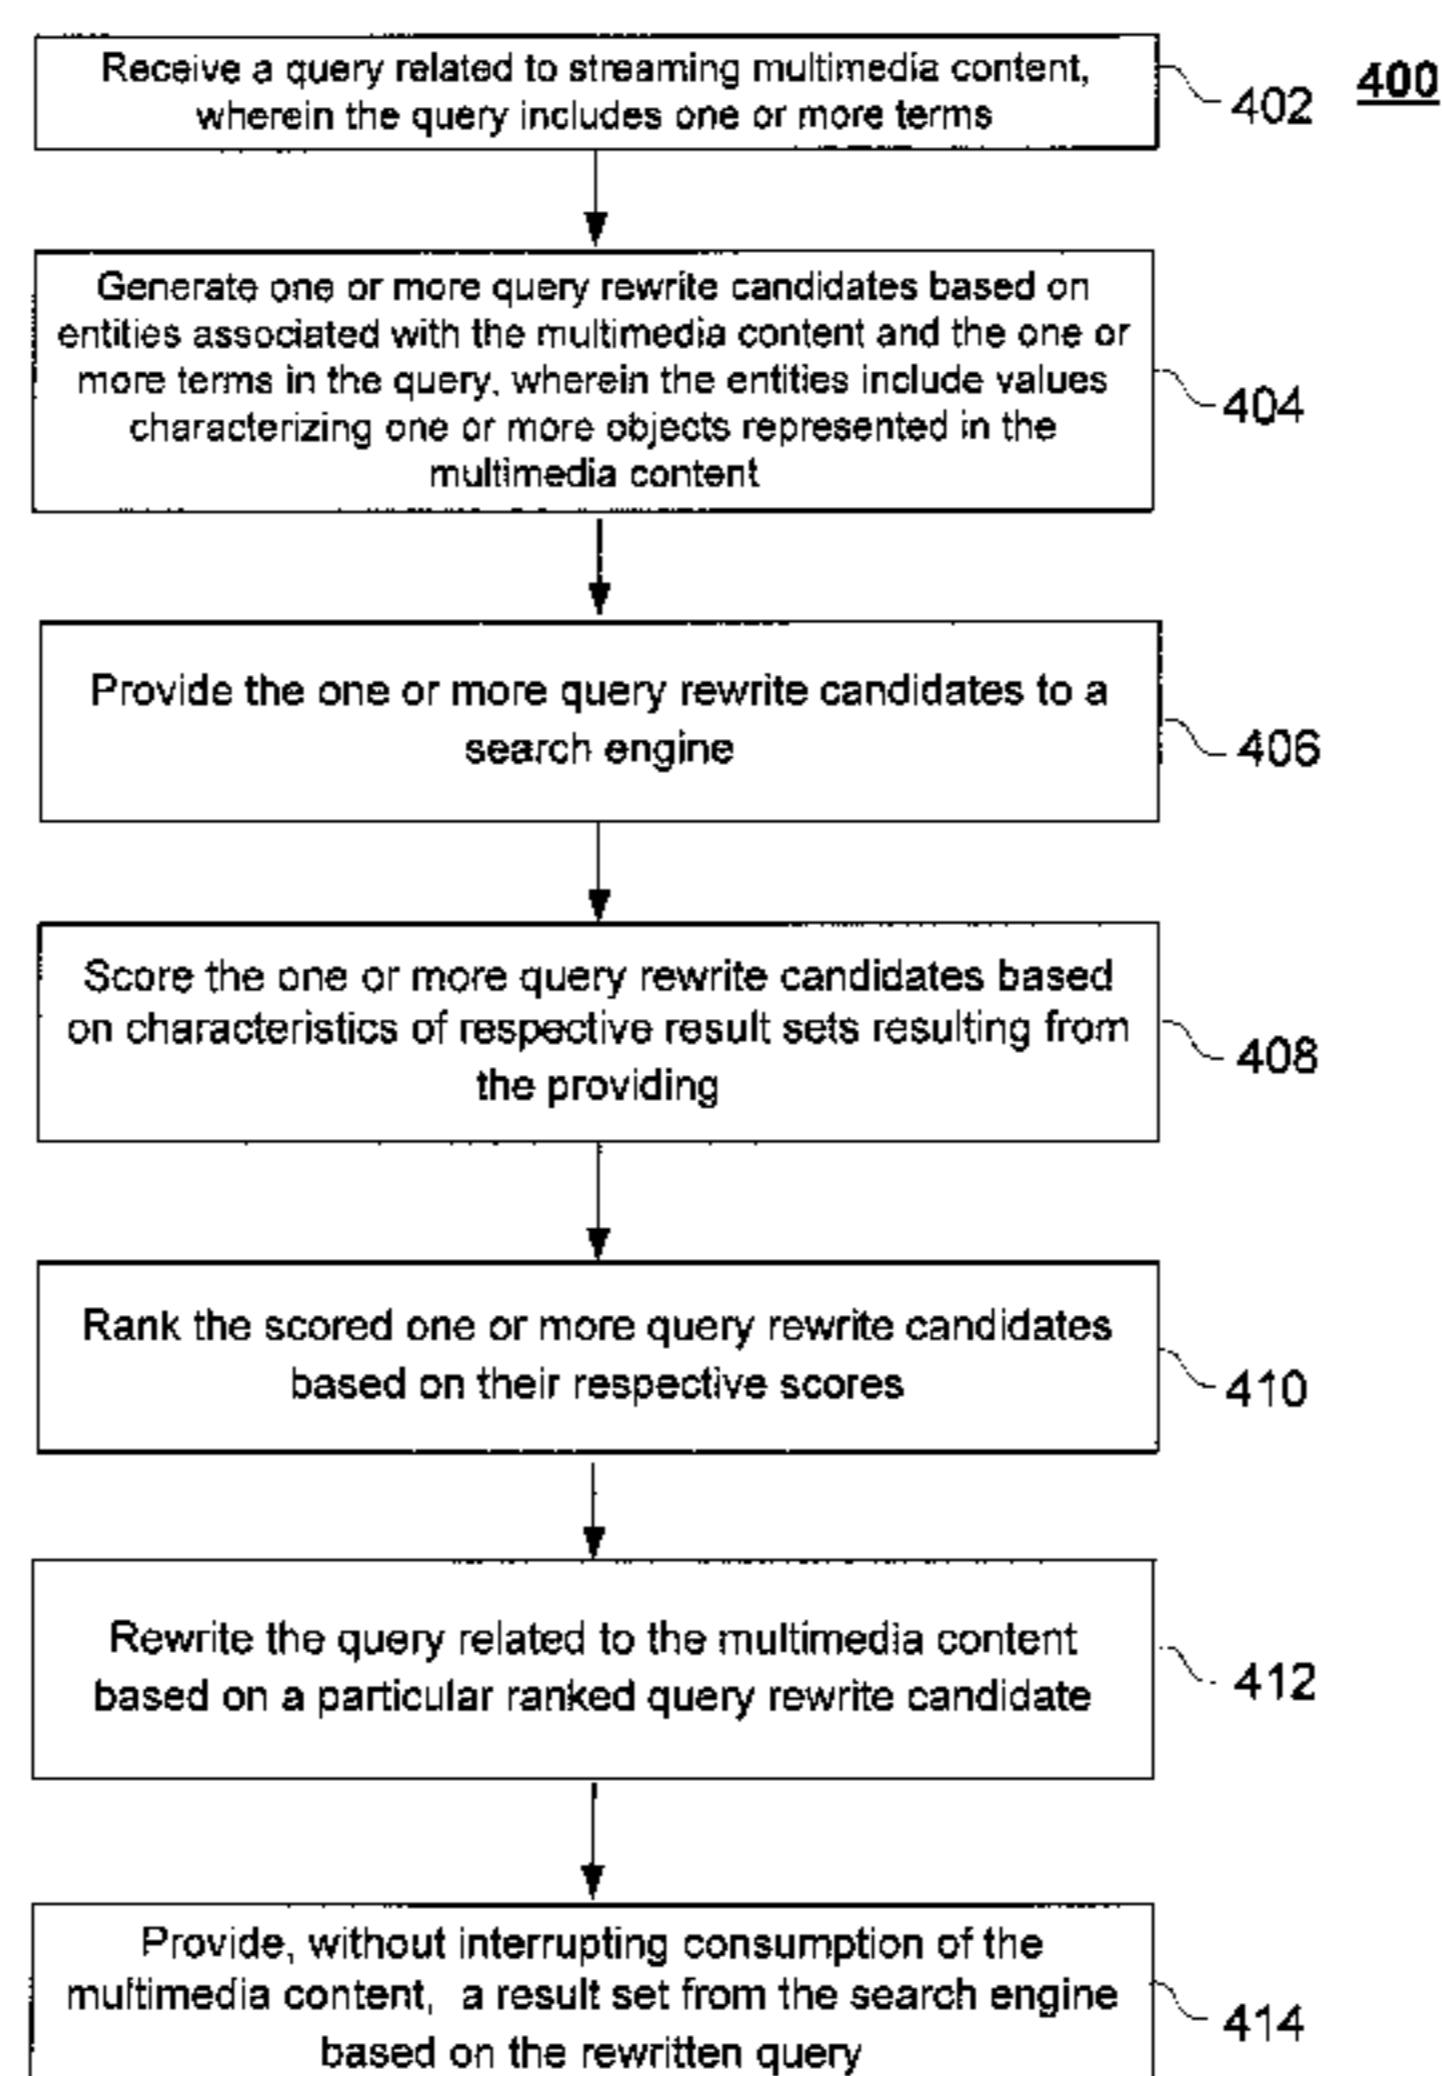 400
Receive a query related to streaming multimedia content,
wherein the query includes one or more terms
402
Generate one or more query rewrite candidates based on
entities associated with the multimedia content and the one or
more terms in the query, wherein the entities include values
characterizing one or more objects represented in the
multimedia content
404
Provide the one or more query rewrite candidates to a
search engine
406
Score the one or more query rewrite candidates based
on characteristics of respective result sets resulting from
the providing
408
Rank the scored one or more query rewrite candidates
based on their respective scores
410
Rewrite the query related to the multimedia content
based on a particular ranked query rewrite candidate
412
Provide, without interrupting consumption of the
multimedia content, a result set from the search engine
based on the rewritten query
414